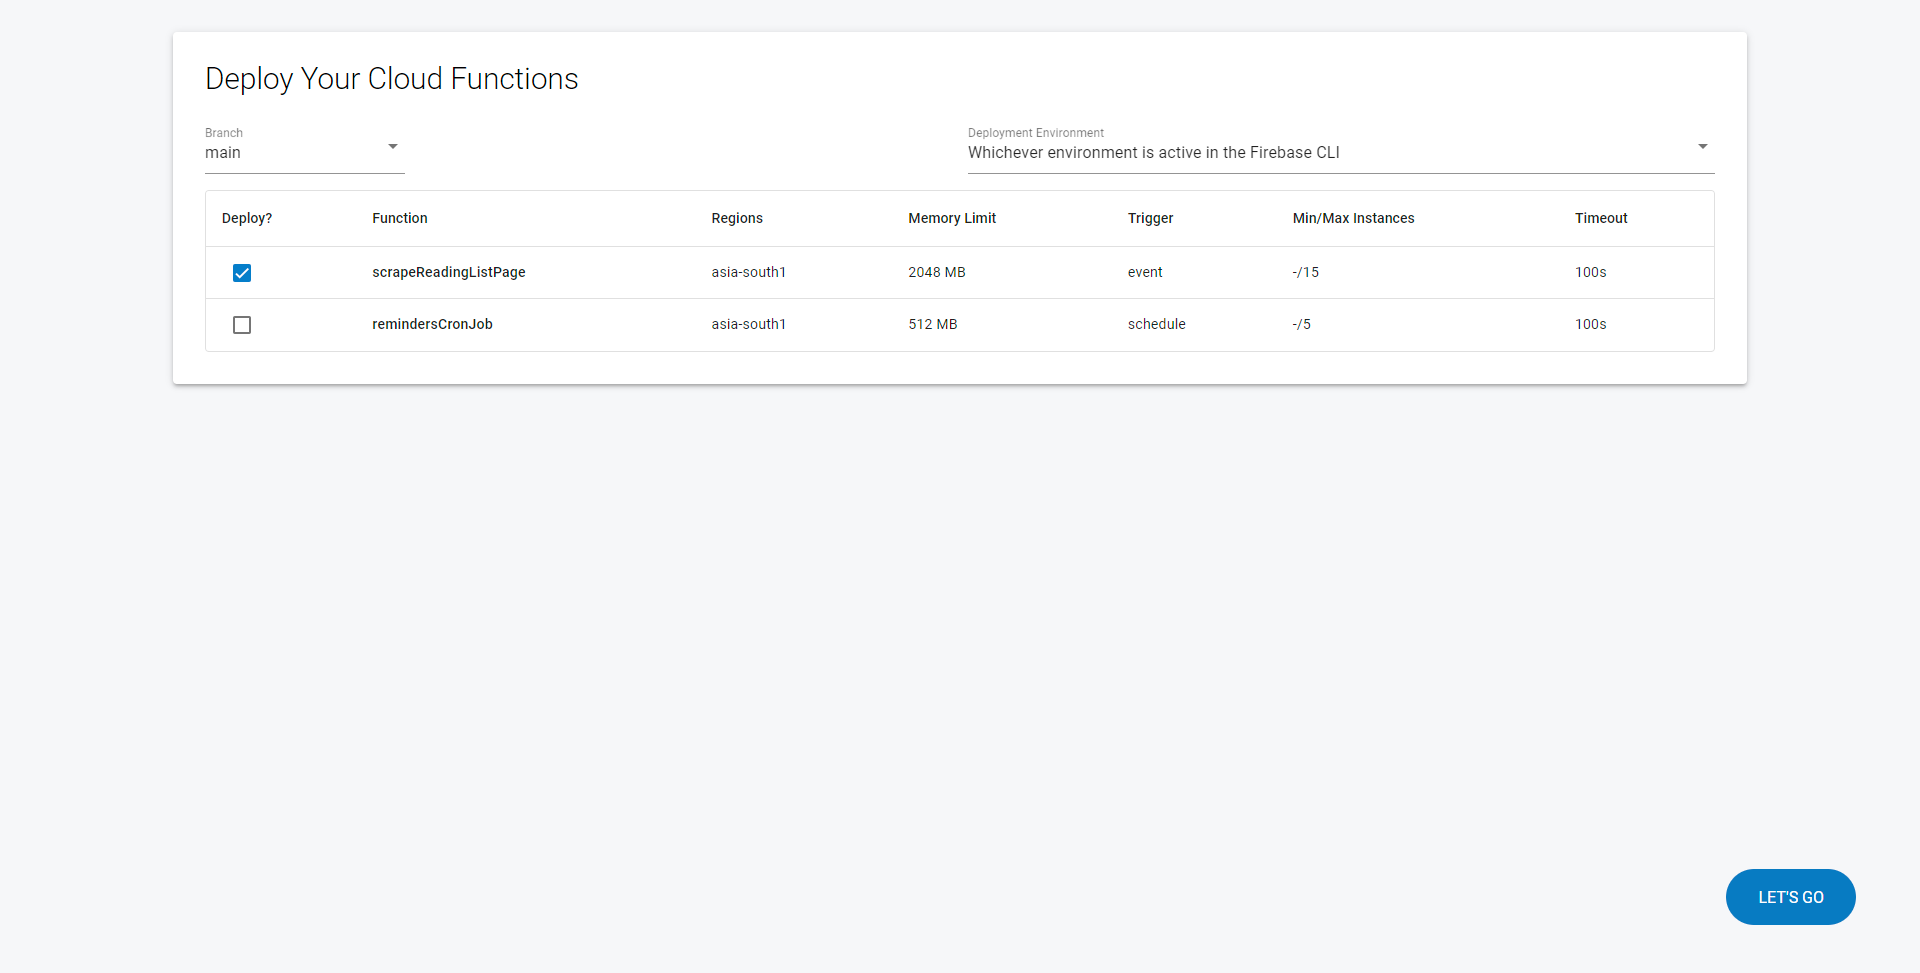 Deploy Your Cloud Functions
Branch
main
Deployment Environment
Whichever environment is active in the Firebase CLI
Deploy? Function Regions Memory Limit Trigger Min/Max Instances Timeout
scrapeReadingListPage asia-south1 2048 MB event -/15 100s
remindersCronJob asia-south1 512 MB schedule -/5 100s
LET'S GO